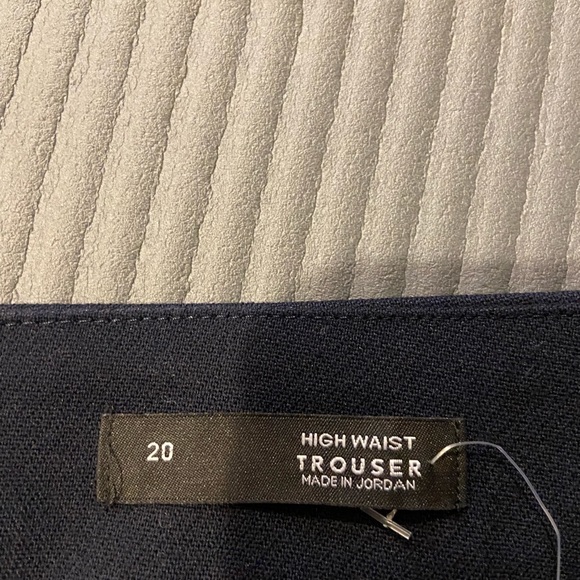 20
HIGH WAIST
TROUSER
MADE IN JORDAN